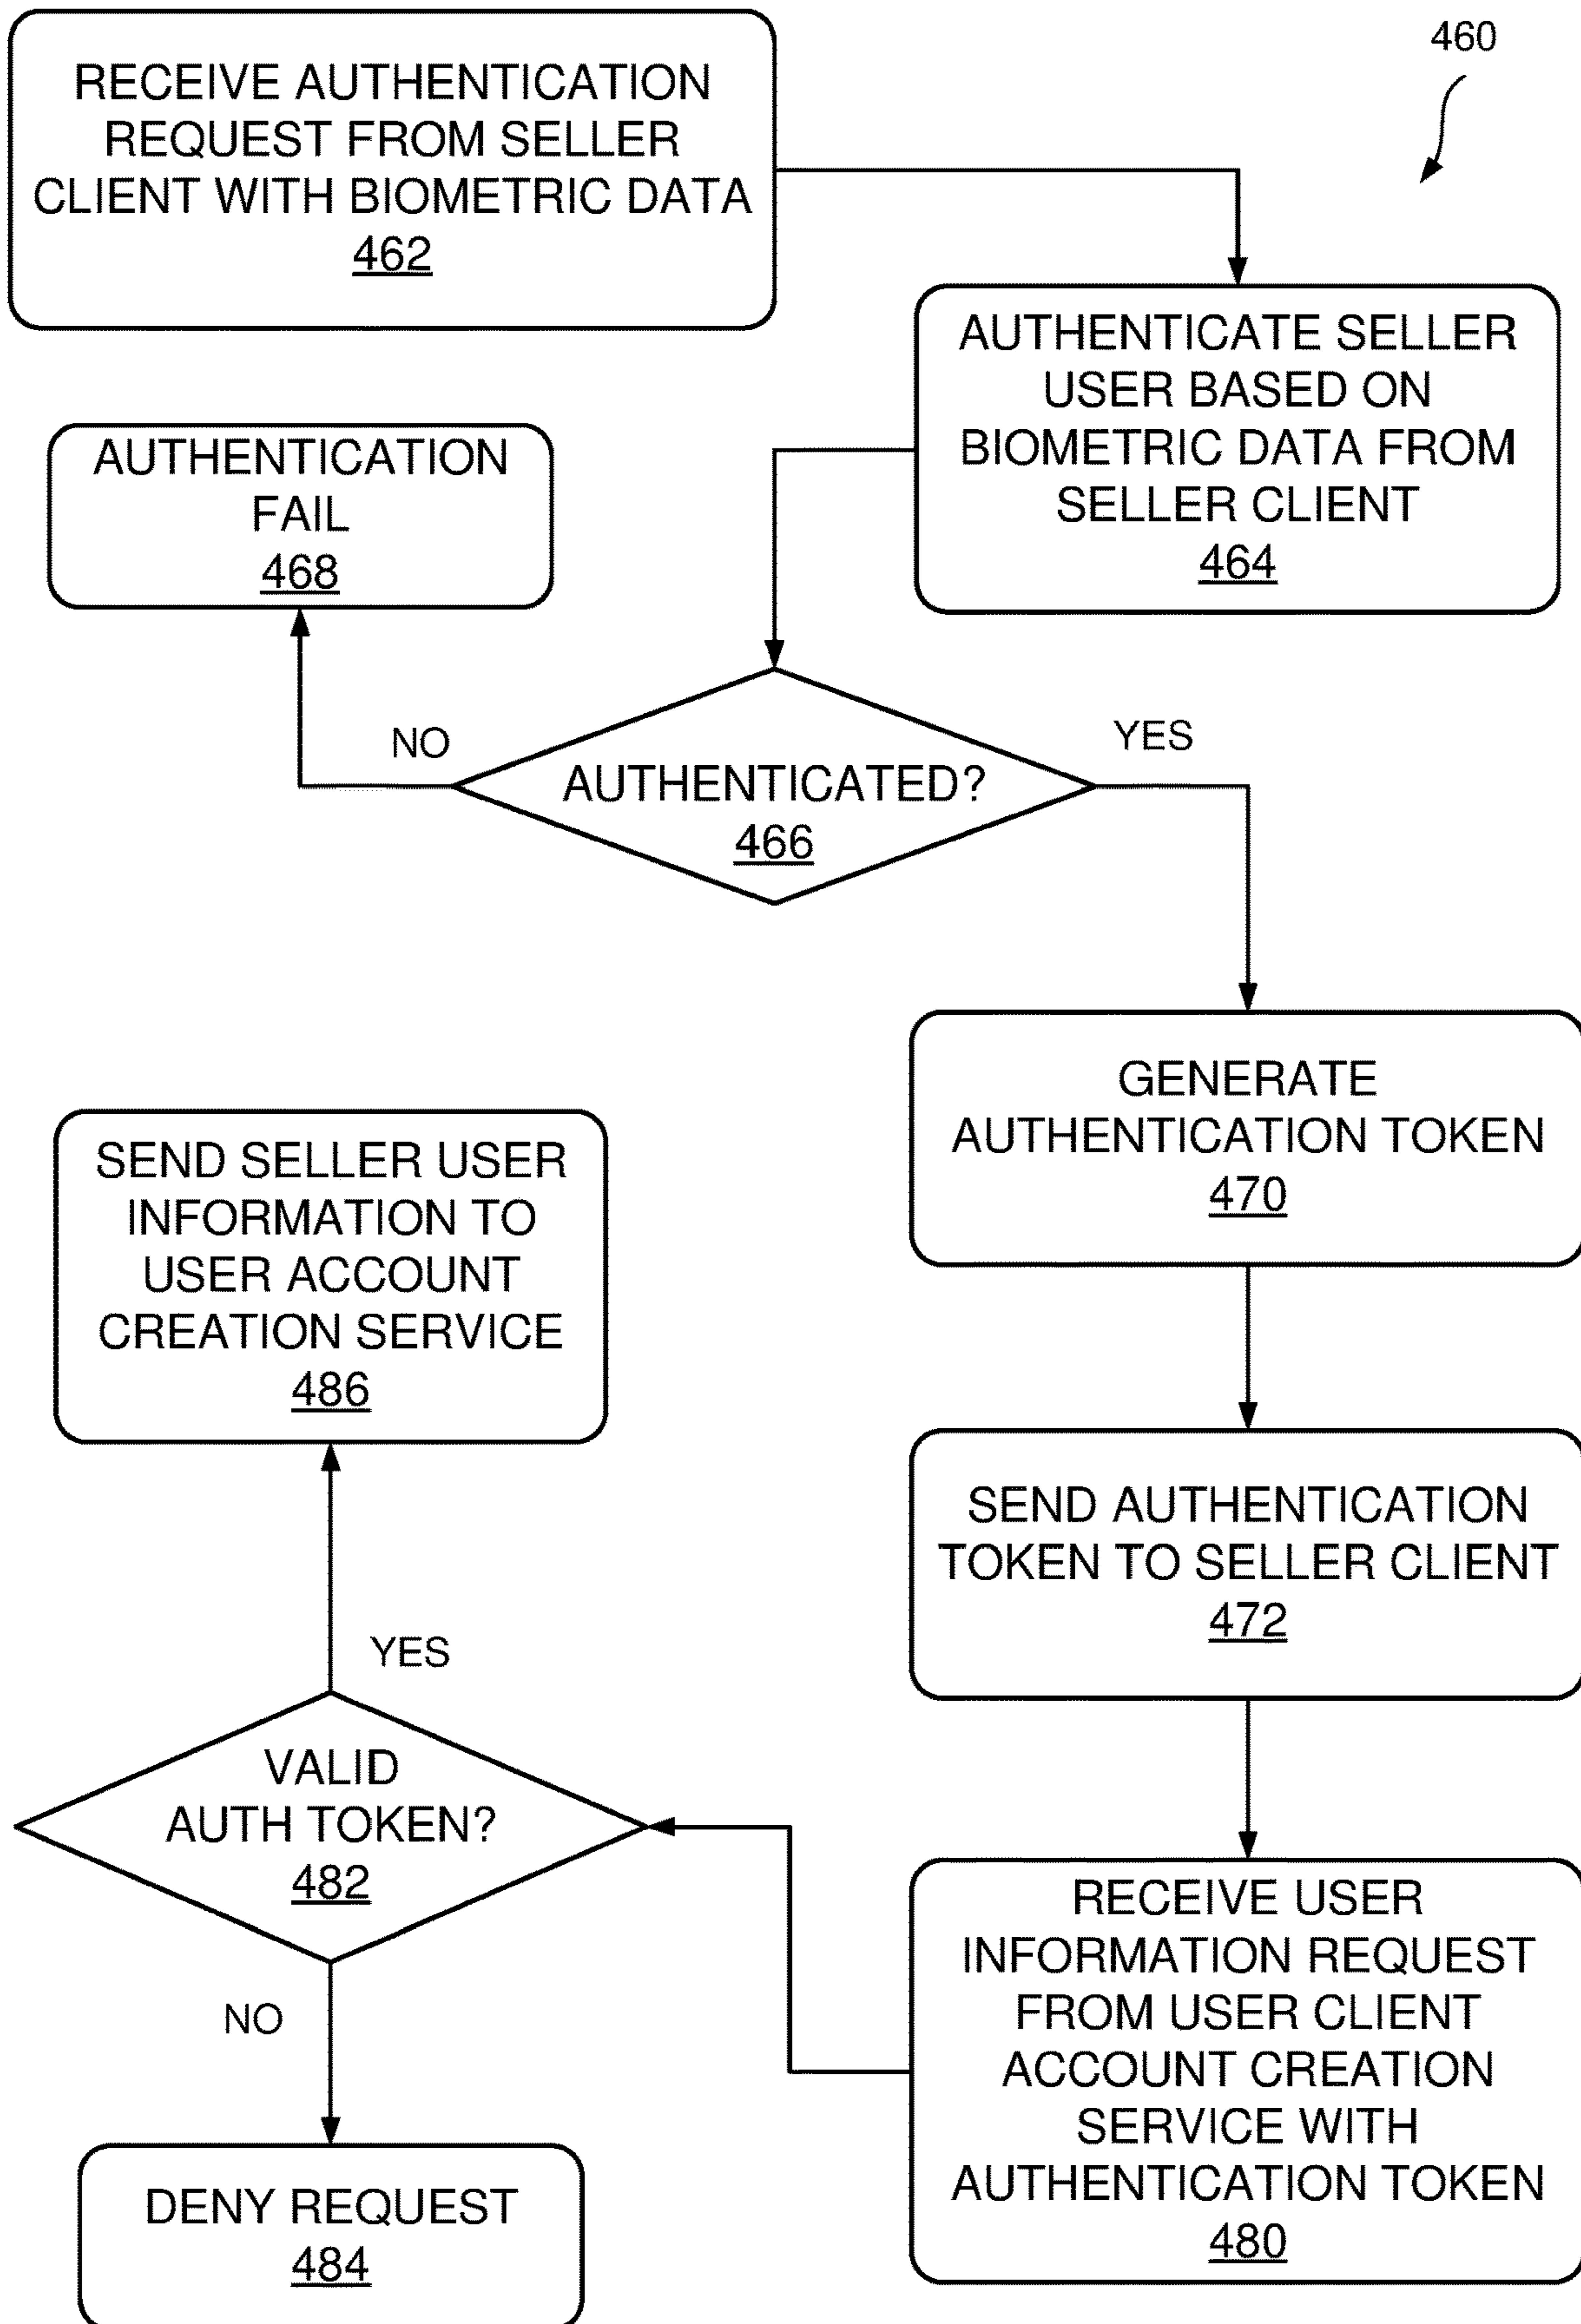 460
RECEIVE AUTHENTICATION
REQUEST FROM SELLER
CLIENT WITH BIOMETRIC DATA
462
AUTHENTICATE SELLER
USER BASED ON
BIOMETRIC DATA FROM
SELLER CLIENT
464
AUTHENTICATION
FAIL
468
NO
YES
AUTHENTICATED?
466
GENERATE
AUTHENTICATION TOKEN
470
SEND AUTHENTICATION
TOKEN TO SELLER CLIENT
472
RECEIVE USER
INFORMATION REQUEST
FROM USER CLIENT
ACCOUNT CREATION
SERVICE WITH
AUTHENTICATION TOKEN
480
VALID
AUTH TOKEN?
482
YES
SEND SELLER USER
INFORMATION TO
USER ACCOUNT
CREATION SERVICE
486
NO
DENY REQUEST
484